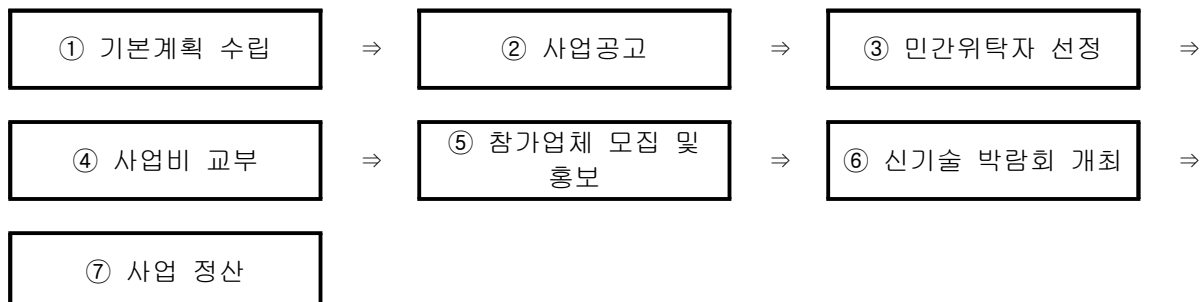 ① 기본계획 수립 ⇒ ② 사업공고 ⇒ ③ 민간위탁자 선정 ⇒
④ 사업비 교부 ⇒ ⑤ 참가업체 모집 및
홍보 ⇒ ⑥ 신기술 박람회 개최 ⇒
⑦ 사업 정산